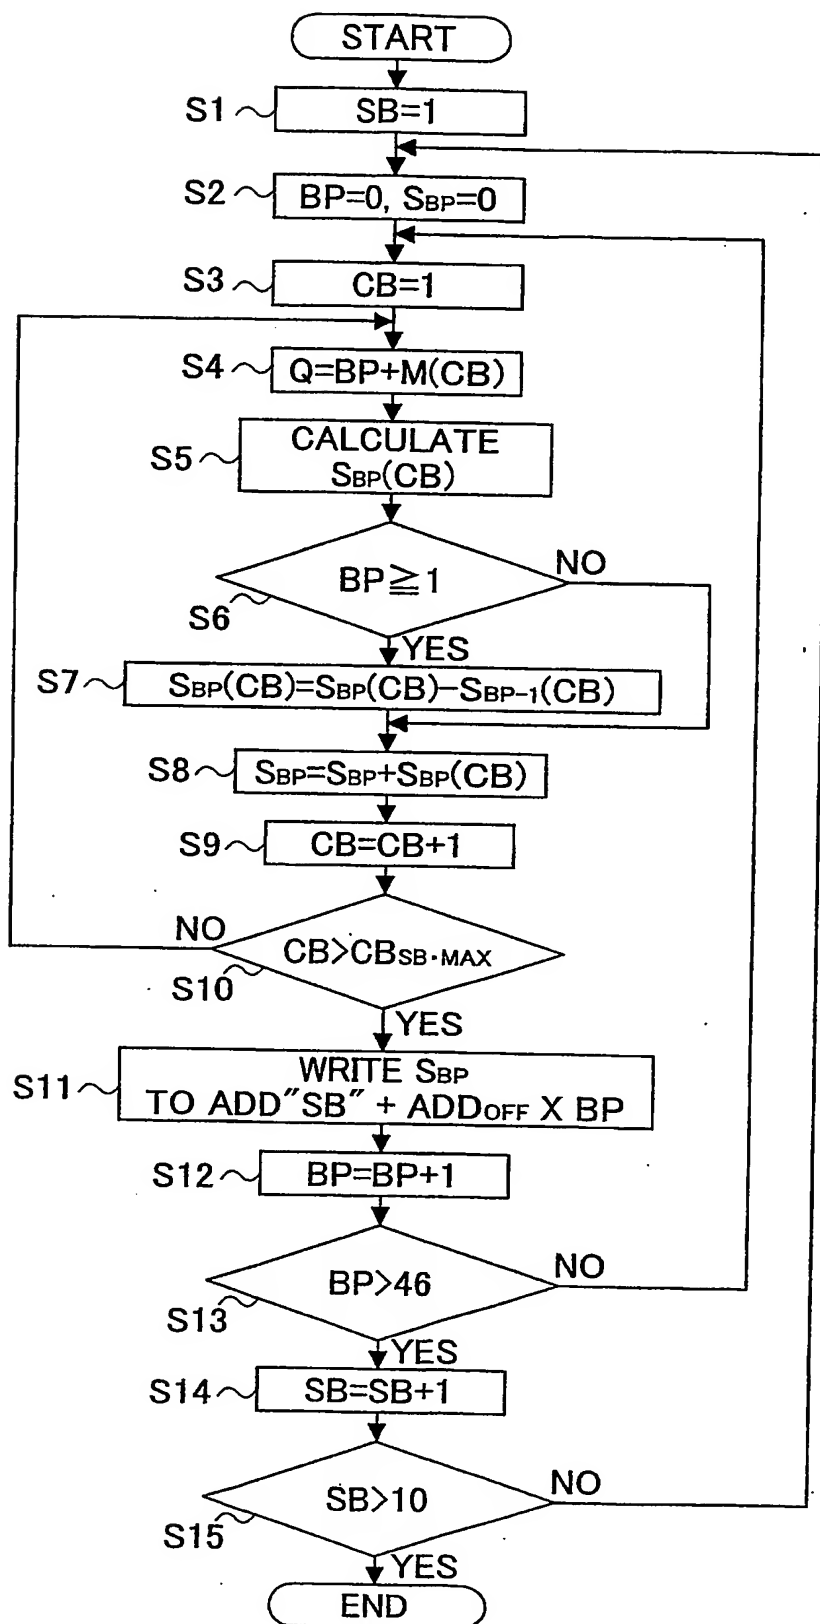 START
S1
SB=1
S2
BP=0, SBP=0
S3
CB=1
S4
Q=BP+M(CB)
S5
CALCULATE
SBP(CB)
BP≧1
NO
S6
YES
S7
SBP(CB)=SBP(CB)-SBP-1(CB)
S8
SBP=SBP+SBP(CB)
S9
CB=CB+1
NO
CB>CBSB·MAX
S10
YES
S11
WRITE SBP
TO ADD"SB" + ADDOFF X BP
S12
BP=BP+1
BP>46
NO
S13
YES
S14
SB=SB+1
SB>10
NO
S15
YES
END